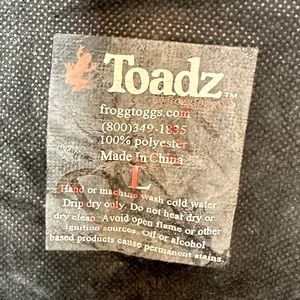 Toadz™
froggtoggs.com
(800)349-1835
100% polyester
Made In China
L
Hand or machine wash cold water
Drip dry only. Do not heat dry or
dry clean. Avoid open flame or other
ignition sources. Oil or alcohol
based products cause permanent stains.